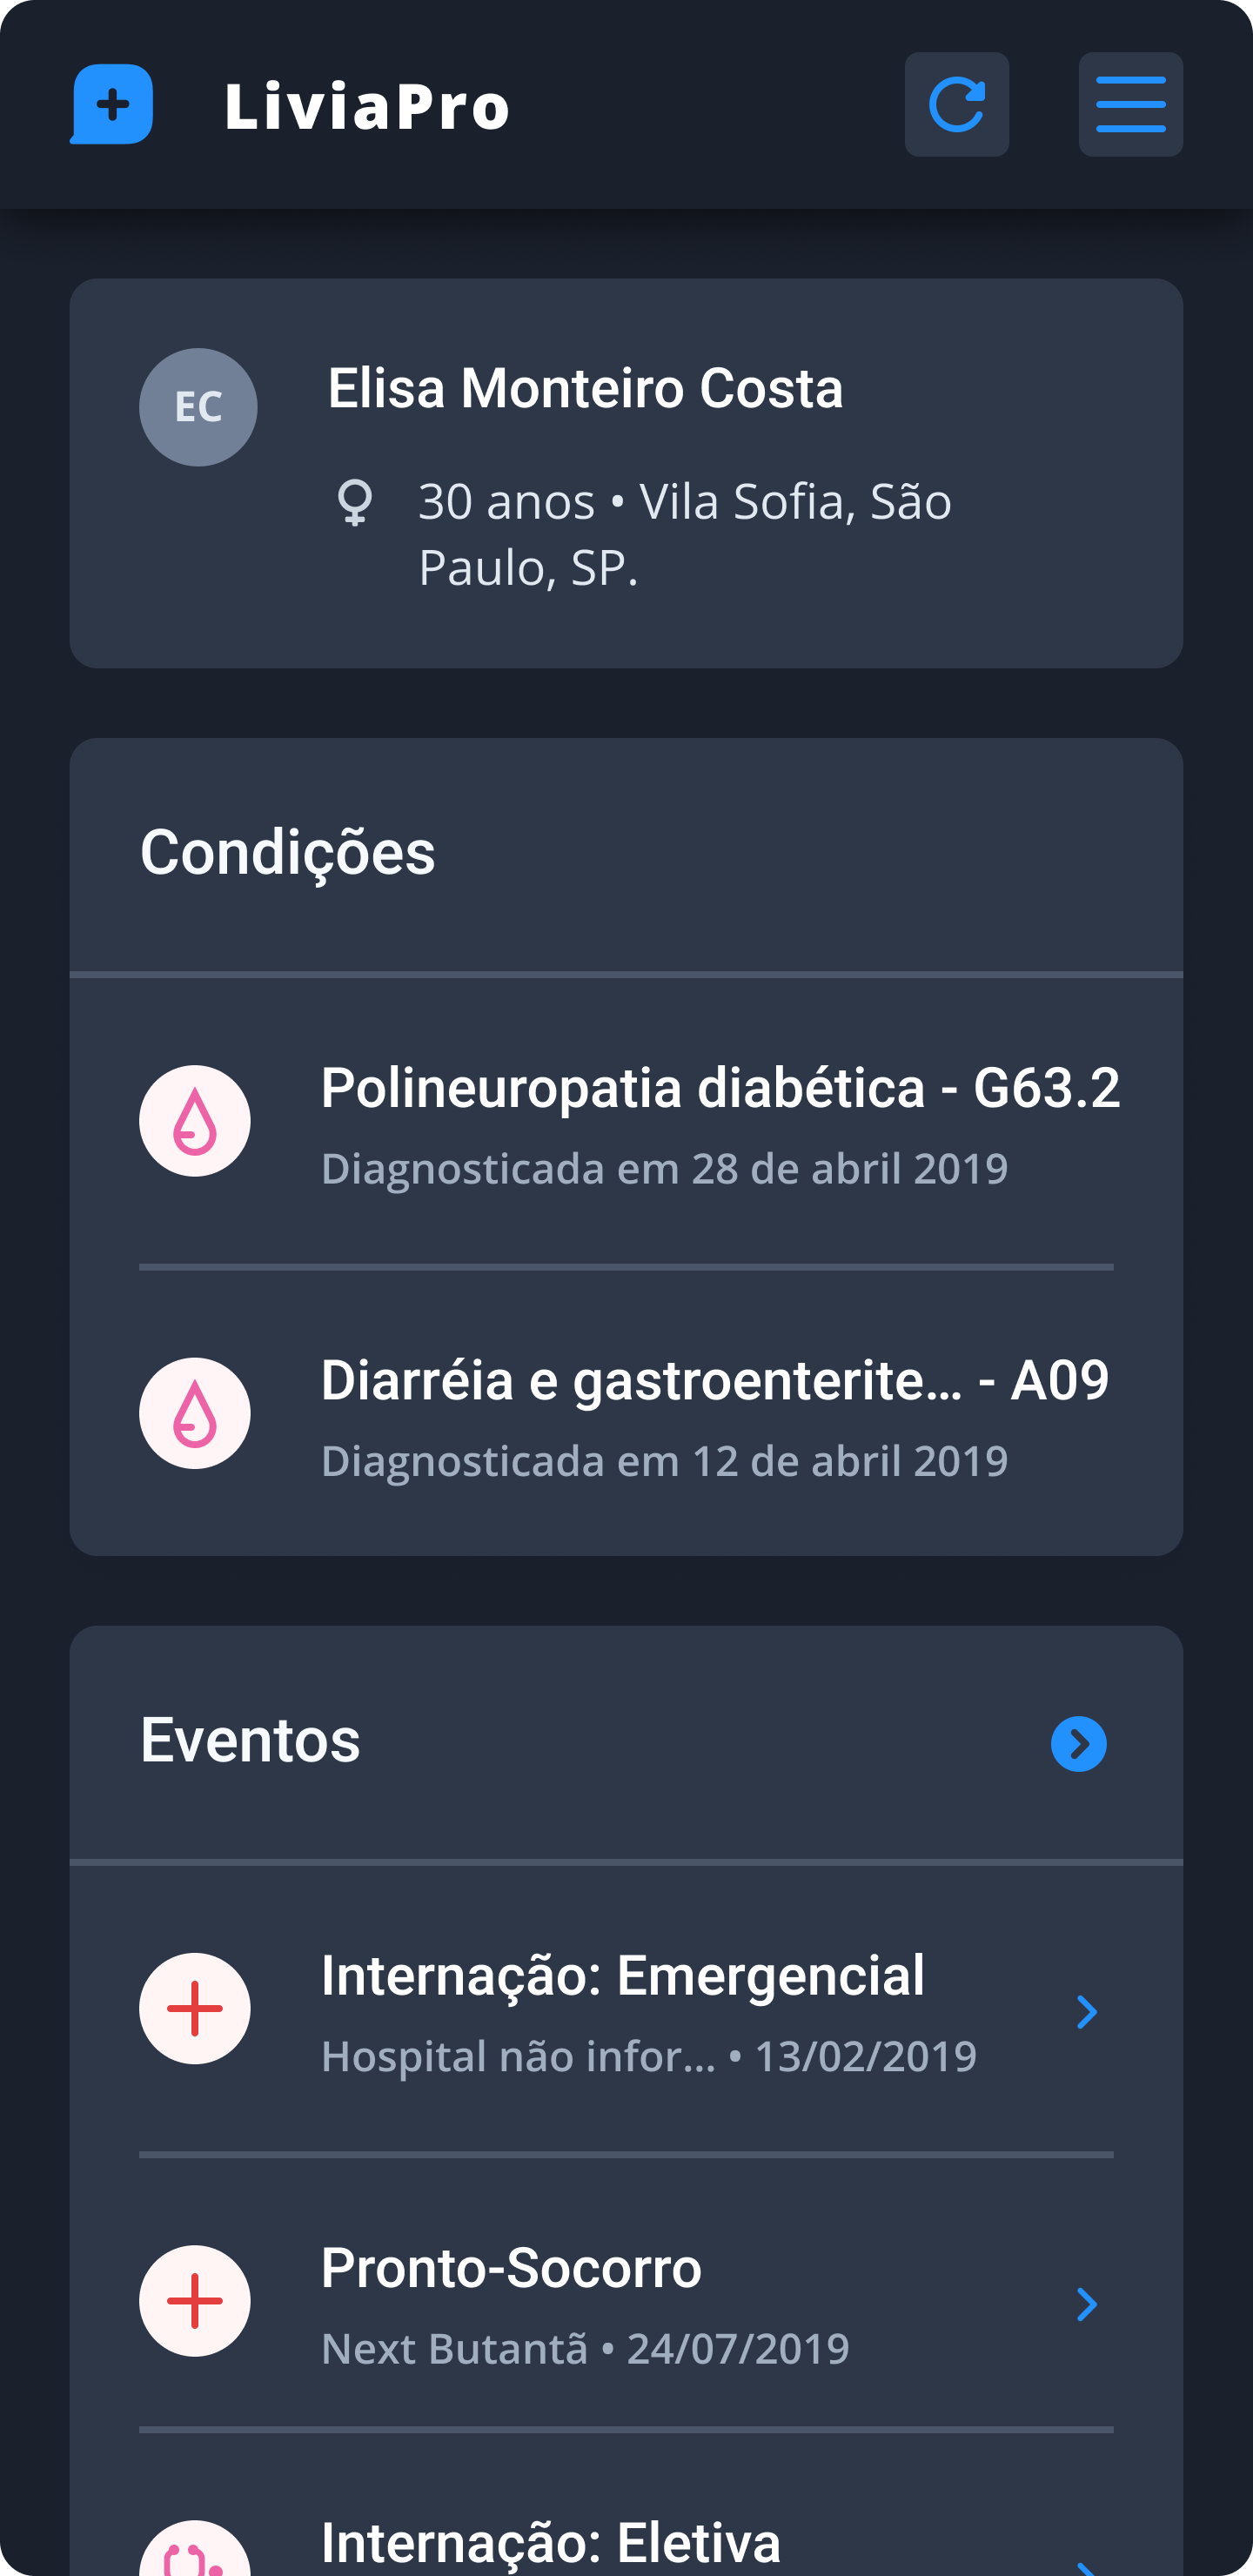 LiviaPro
EC
Elisa Monteiro Costa
30 anos • Vila Sofia, São
Paulo, SP.
Condições
Polineuropatia diabética - G63.2
Diagnosticada em 28 de abril 2019
Diarréia e gastroenterite... - A09
Diagnosticada em 12 de abril 2019
Eventos
Internação: Emergencial
Hospital não infor... • 13/02/2019
Pronto-Socorro
Next Butantã • 24/07/2019
Internação: Eletiva